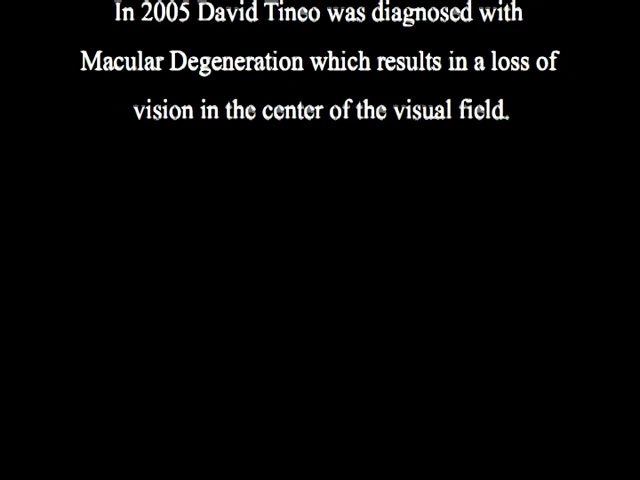 In 2005 David Tineo was diagnosed with
Macular Degeneration which results in a loss of
vision in the center of the visual field.